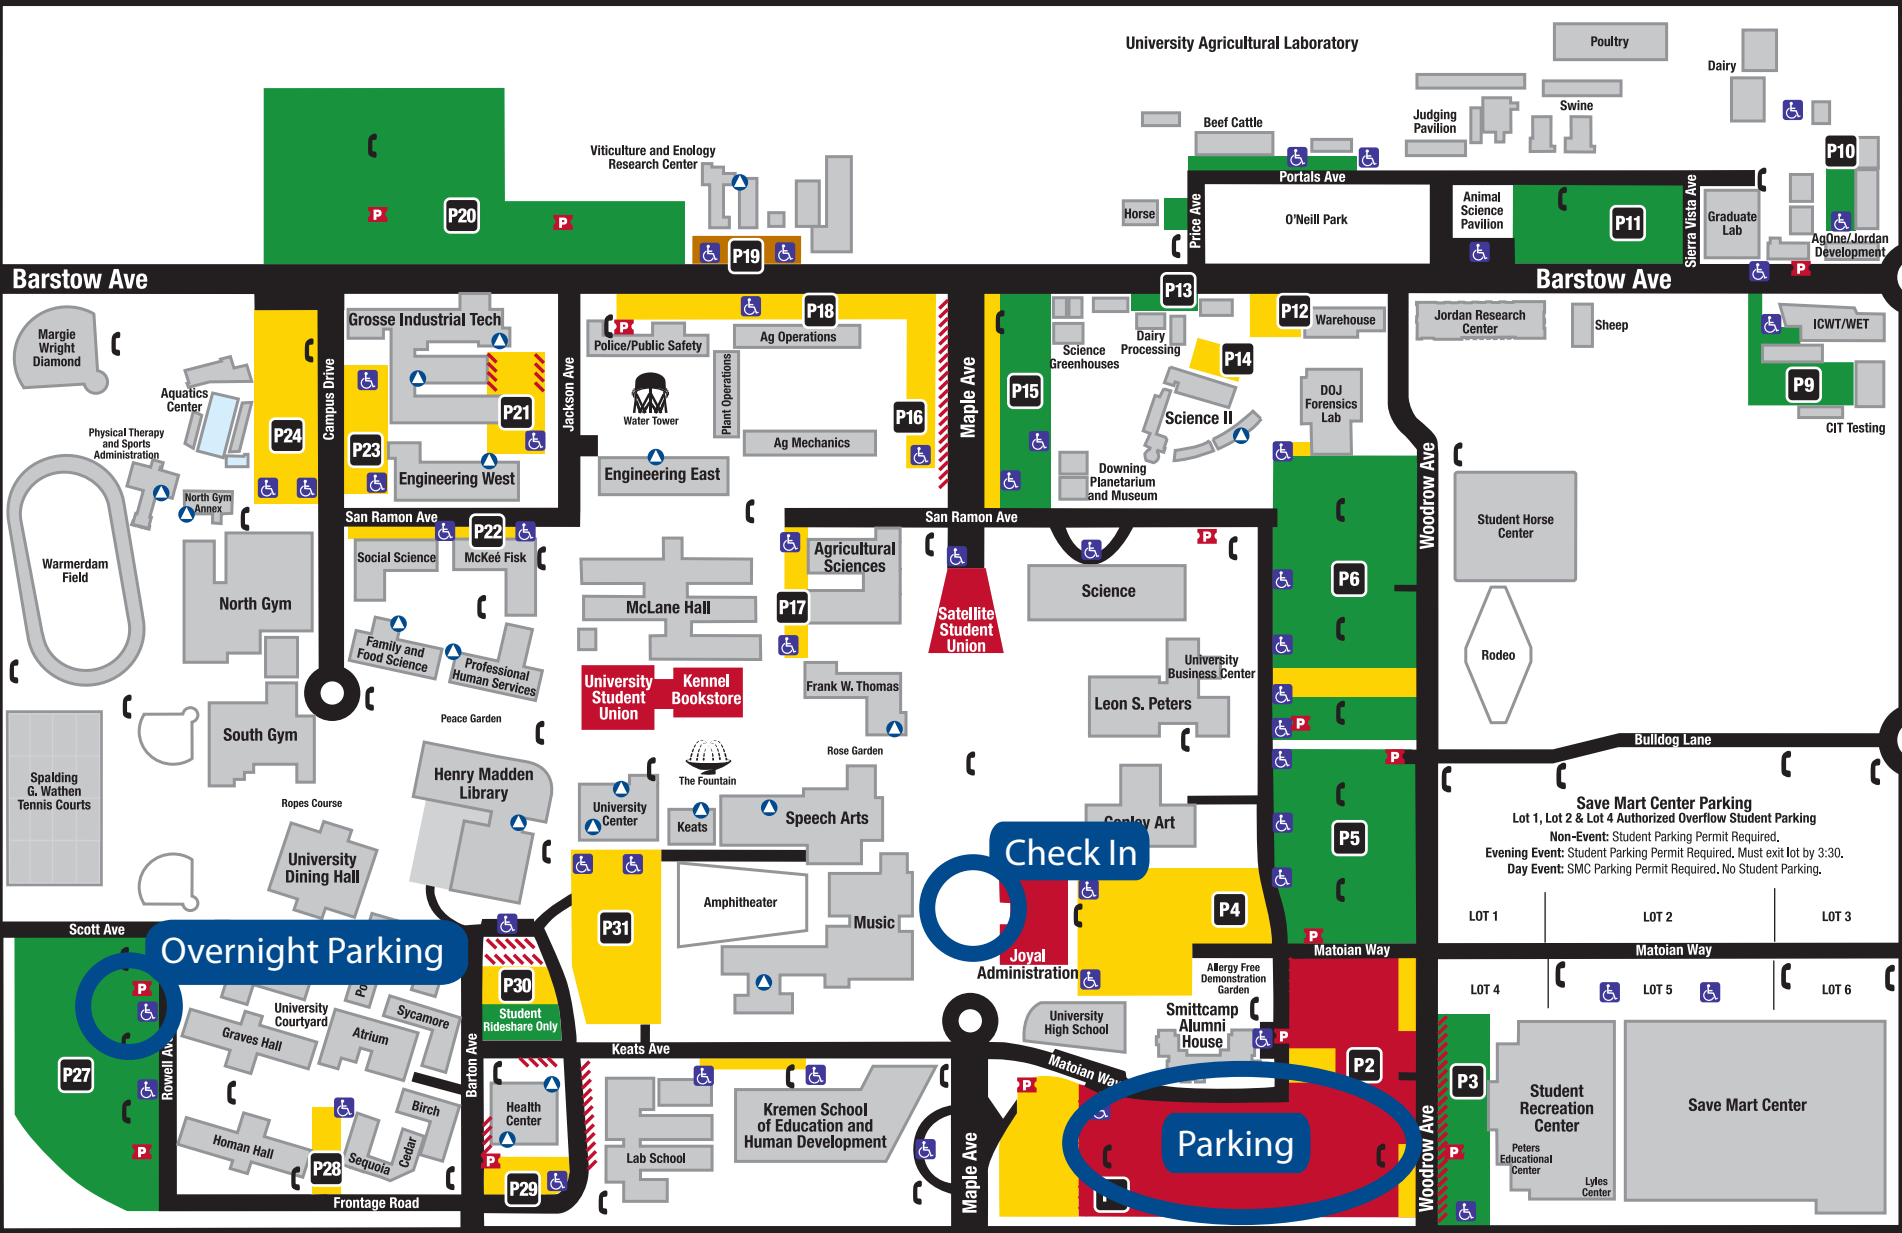 University Agricultural Laboratory
Poultry
Dairy
Swine
Judging
Pavilion
Beef Cattle
P10
Viticulture and Enology
Research Center
Portals Ave
Horse
Price Ave
O'Neill Park
Animal
Science
Pavilion
P11
Sierra Vista Ave
Graduate
Lab
AgOne/Jordan
Development
P
P20
P
P19
P
Barstow Ave
Barstow Ave
Margie
Wright
Diamond
Grosse Industrial Tech
P
P18
Police/Public Safety
Ag Operations
P13
P12
Warehouse
Jordan Research
Center
Sheep
ICWT/WET
Science
Greenhouses
Dairy
Processing
P14
P9
CIT Testing
Aquatics
Center
Campus Drive
Jackson Ave
P21
Plant Operations
Water Tower
P16
Maple Ave
P15
Science II
DOJ
Forensics
Lab
Physical Therapy
and Sports
Administration
P24
P23
Engineering West
Engineering East
Ag Mechanics
Downing
Planetarium
and Museum
Woodrow Ave
Student Horse
Center
North Gym
Annex
San Ramon Ave
San Ramon Ave
P22
Social Science
McKee Fisk
P
Warmerdam
Field
North Gym
Agricultural
Sciences
McLane Hall
P17
Satellite
Student
Union
Science
P6
Family and
Food Science
Professional
Human Services
University
Student
Union
Kennel
Bookstore
Frank W. Thomas
University
Business Center
Leon S. Peters
Rodeo
South Gym
Peace Garden
P
Rose Garden
The Fountain
P
Bulldog Lane
Spalding
G. Wathen
Tennis Courts
Ropes Course
Henry Madden
Library
University
Center
Keats
Speech Arts
Conley Art
P5
Save Mart Center Parking
Lot 1, Lot 2 & Lot 4 Authorized Overflow Student Parking
Non-Event: Student Parking Permit Required.
Evening Event: Student Parking Permit Required. Must exit lot by 3:30.
Day Event: SMC Parking Permit Required. No Student Parking.
University
Dining Hall
Check In
Amphitheater
P31
Music
P4
LOT 1
LOT 2
LOT 3
Scott Ave
Overnight Parking
P
Matoian Way
Matoian Way
Joyal
Administration
Allergy Free
Demonstration
Garden
LOT 4
LOT 5
LOT 6
P
P30
Student
Rideshare Only
University
Courtyard
Po
Sycamore
Graves Hall
Atrium
University
High School
Smittcamp
Alumni
House
P
P2
P27
Rowell Av
Barton Ave
Keats Ave
Matoian Way
P
P3
Student
Recreation
Center
Save Mart Center
Birch
Health
Center
Kremen School
of Education and
Human Development
Parking
Woodrow Ave
P
Homan Hall
Sequoia
Cedar
P28
P
P29
Lab School
Maple Ave
P
Peters
Educational
Center
Lyles
Center
Frontage Road